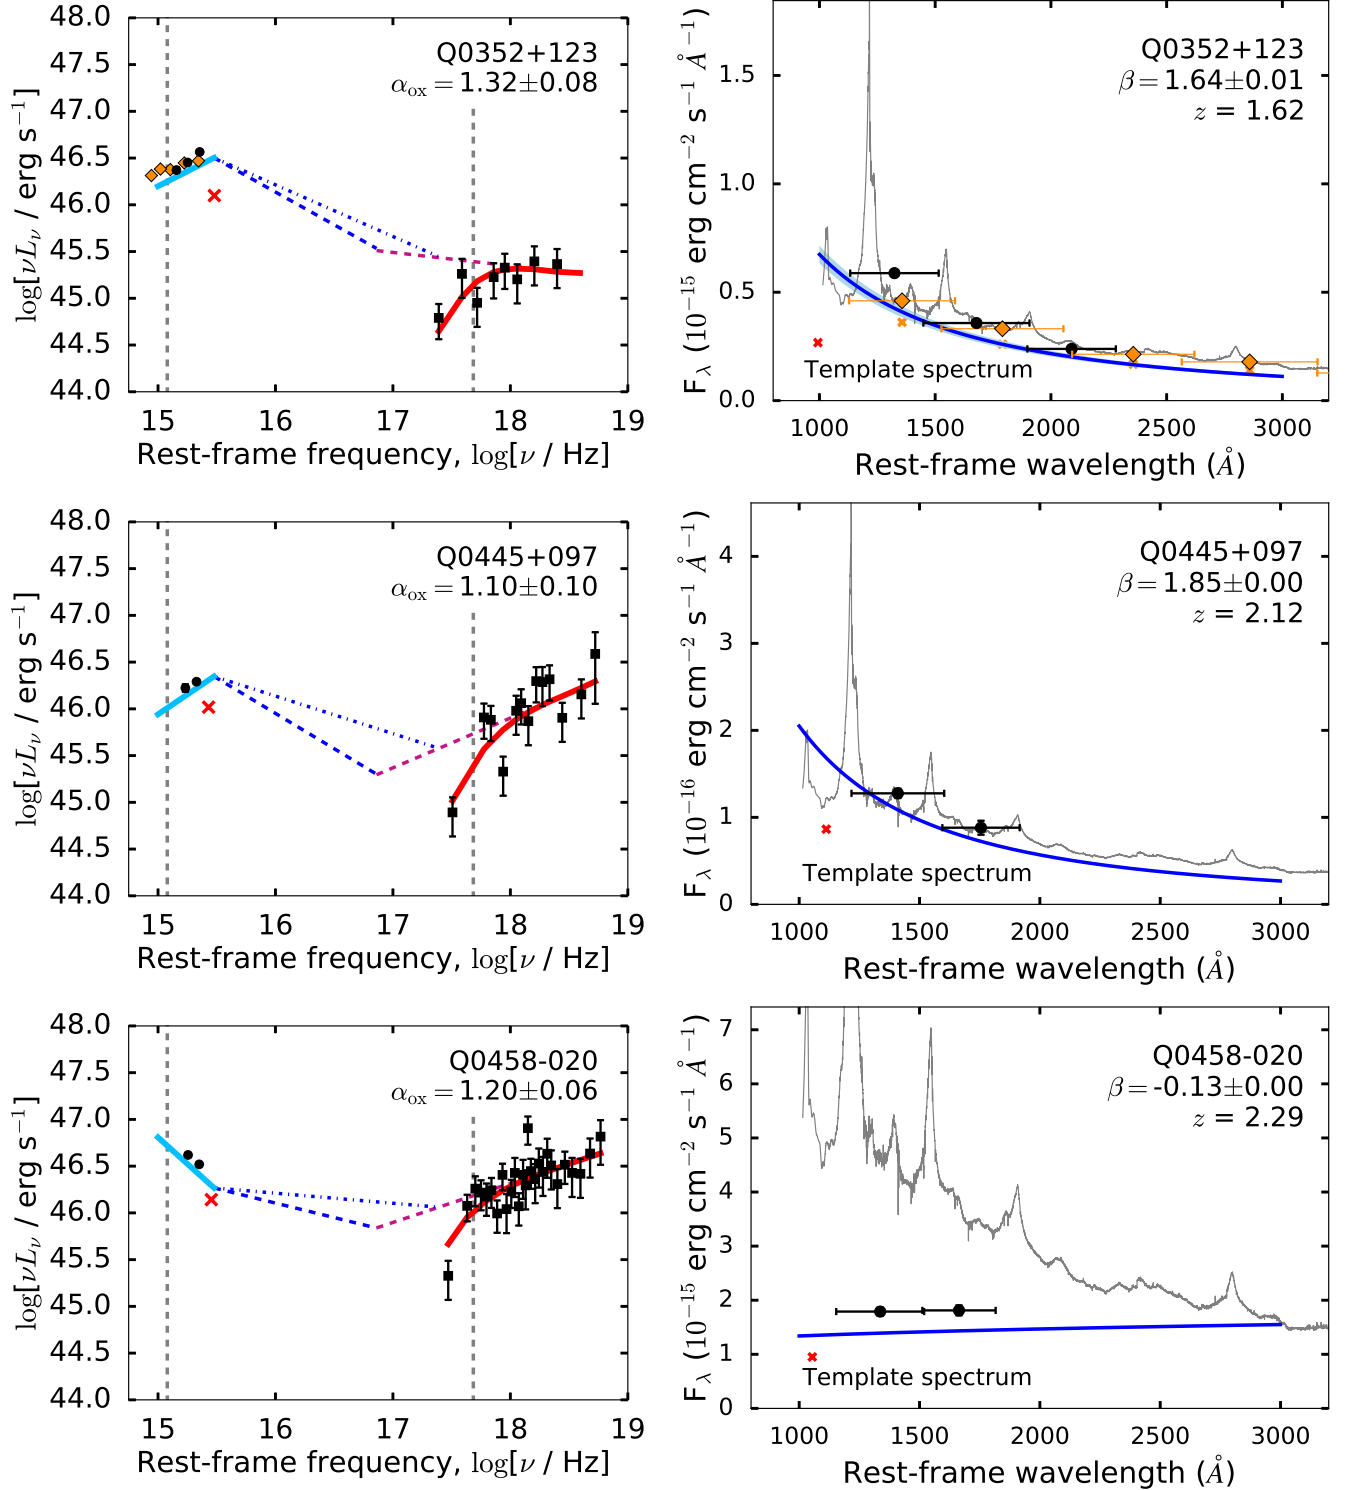 48.0
47.5
47.0
46.5
46.0
45.5
45.0
44.5
44.0
15 16 17 18 19
log[νLν / erg s−1]
Rest-frame frequency, log[ν / Hz]
Q0352+123
αox = 1.32±0.08
1.5
1.0
0.5
0.0
1000 1500 2000 2500 3000
Fλ (10−15 erg cm−2 s−1 Å−1)
Rest-frame wavelength (Å)
Q0352+123
β = 1.64±0.01
z = 1.62
Template spectrum
48.0
47.5
47.0
46.5
46.0
45.5
45.0
44.5
44.0
15 16 17 18 19
log[νLν / erg s−1]
Rest-frame frequency, log[ν / Hz]
Q0445+097
αox = 1.10±0.10
4
3
2
1
0
1000 1500 2000 2500 3000
Fλ (10−16 erg cm−2 s−1 Å−1)
Rest-frame wavelength (Å)
Q0445+097
β = 1.85±0.00
z = 2.12
Template spectrum
48.0
47.5
47.0
46.5
46.0
45.5
45.0
44.5
44.0
15 16 17 18 19
log[νLν / erg s−1]
Rest-frame frequency, log[ν / Hz]
Q0458-020
αox = 1.20±0.06
7
6
5
4
3
2
1
0
1000 1500 2000 2500 3000
Fλ (10−15 erg cm−2 s−1 Å−1)
Rest-frame wavelength (Å)
Q0458-020
β = -0.13±0.00
z = 2.29
Template spectrum